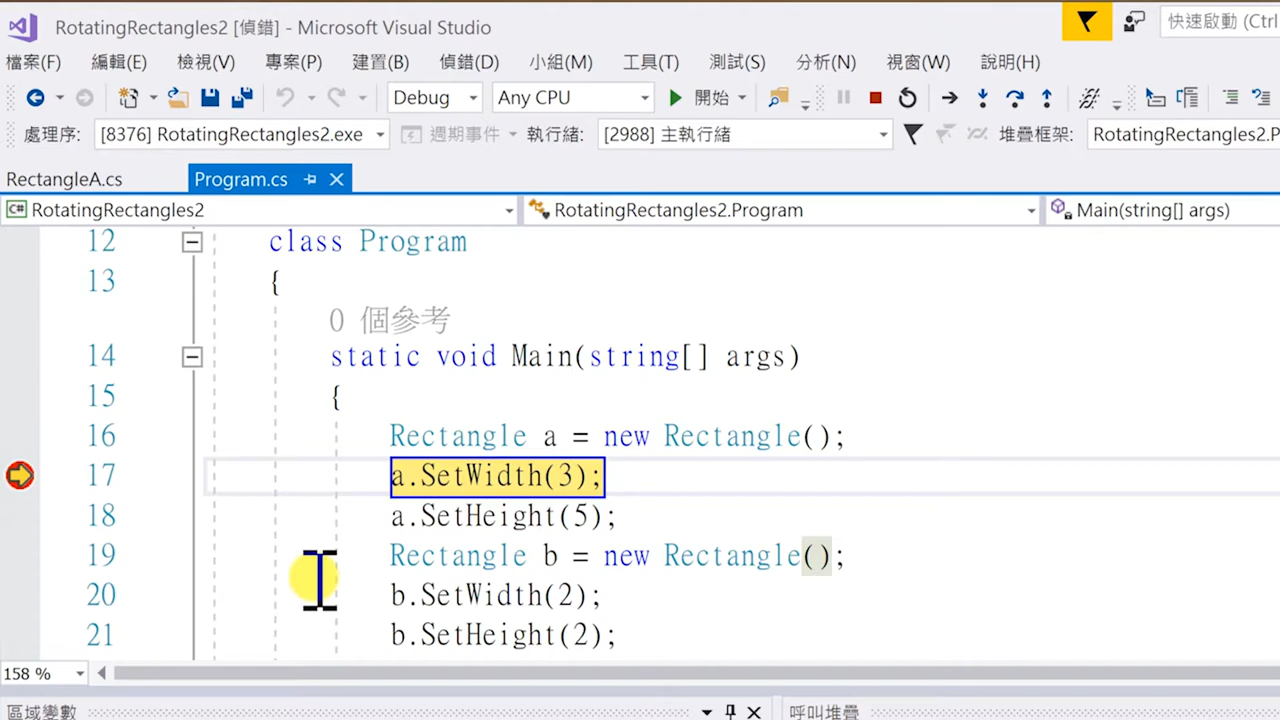 RotatingRectangles2 [偵錯] - Microsoft Visual Studio
快速啟動 (Ctrl
檔案(F) 編輯(E) 檢視(V) 專案(P) 建置(B) 偵錯(D) 小組(M) 工具(T) 測試(S) 分析(N) 視窗(W) 說明(H)
Debug Any CPU 開始
處理序: [8376] RotatingRectangles2.exe 週期事件 執行緒: [2988] 主執行緒 堆疊框架: RotatingRectangles2.P
RectangleA.cs Program.cs
C# RotatingRectangles2 RotatingRectangles2.Program Main(string[] args)
12 class Program
13 {
0 個參考
14 static void Main(string[] args)
15 {
16 Rectangle a = new Rectangle();
17 a.SetWidth(3);
18 a.SetHeight(5);
19 Rectangle b = new Rectangle();
20 b.SetWidth(2);
21 b.SetHeight(2);
158 %
區域變數 呼叫堆疊